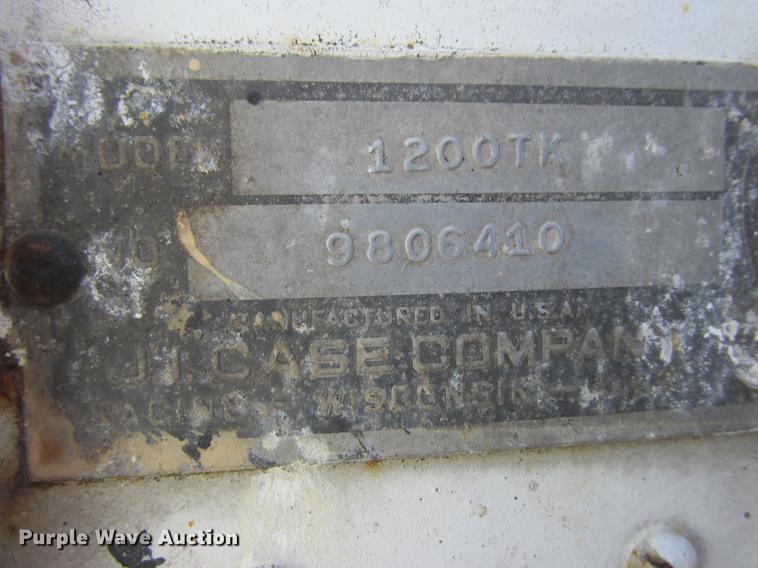 MODEL 1200TK
NO 9806410
MANUFACTURED IN U.S.A.
J.I. CASE COMPANY
RACINE - WISCONSIN - U.S.A.
Purple Wave Auction